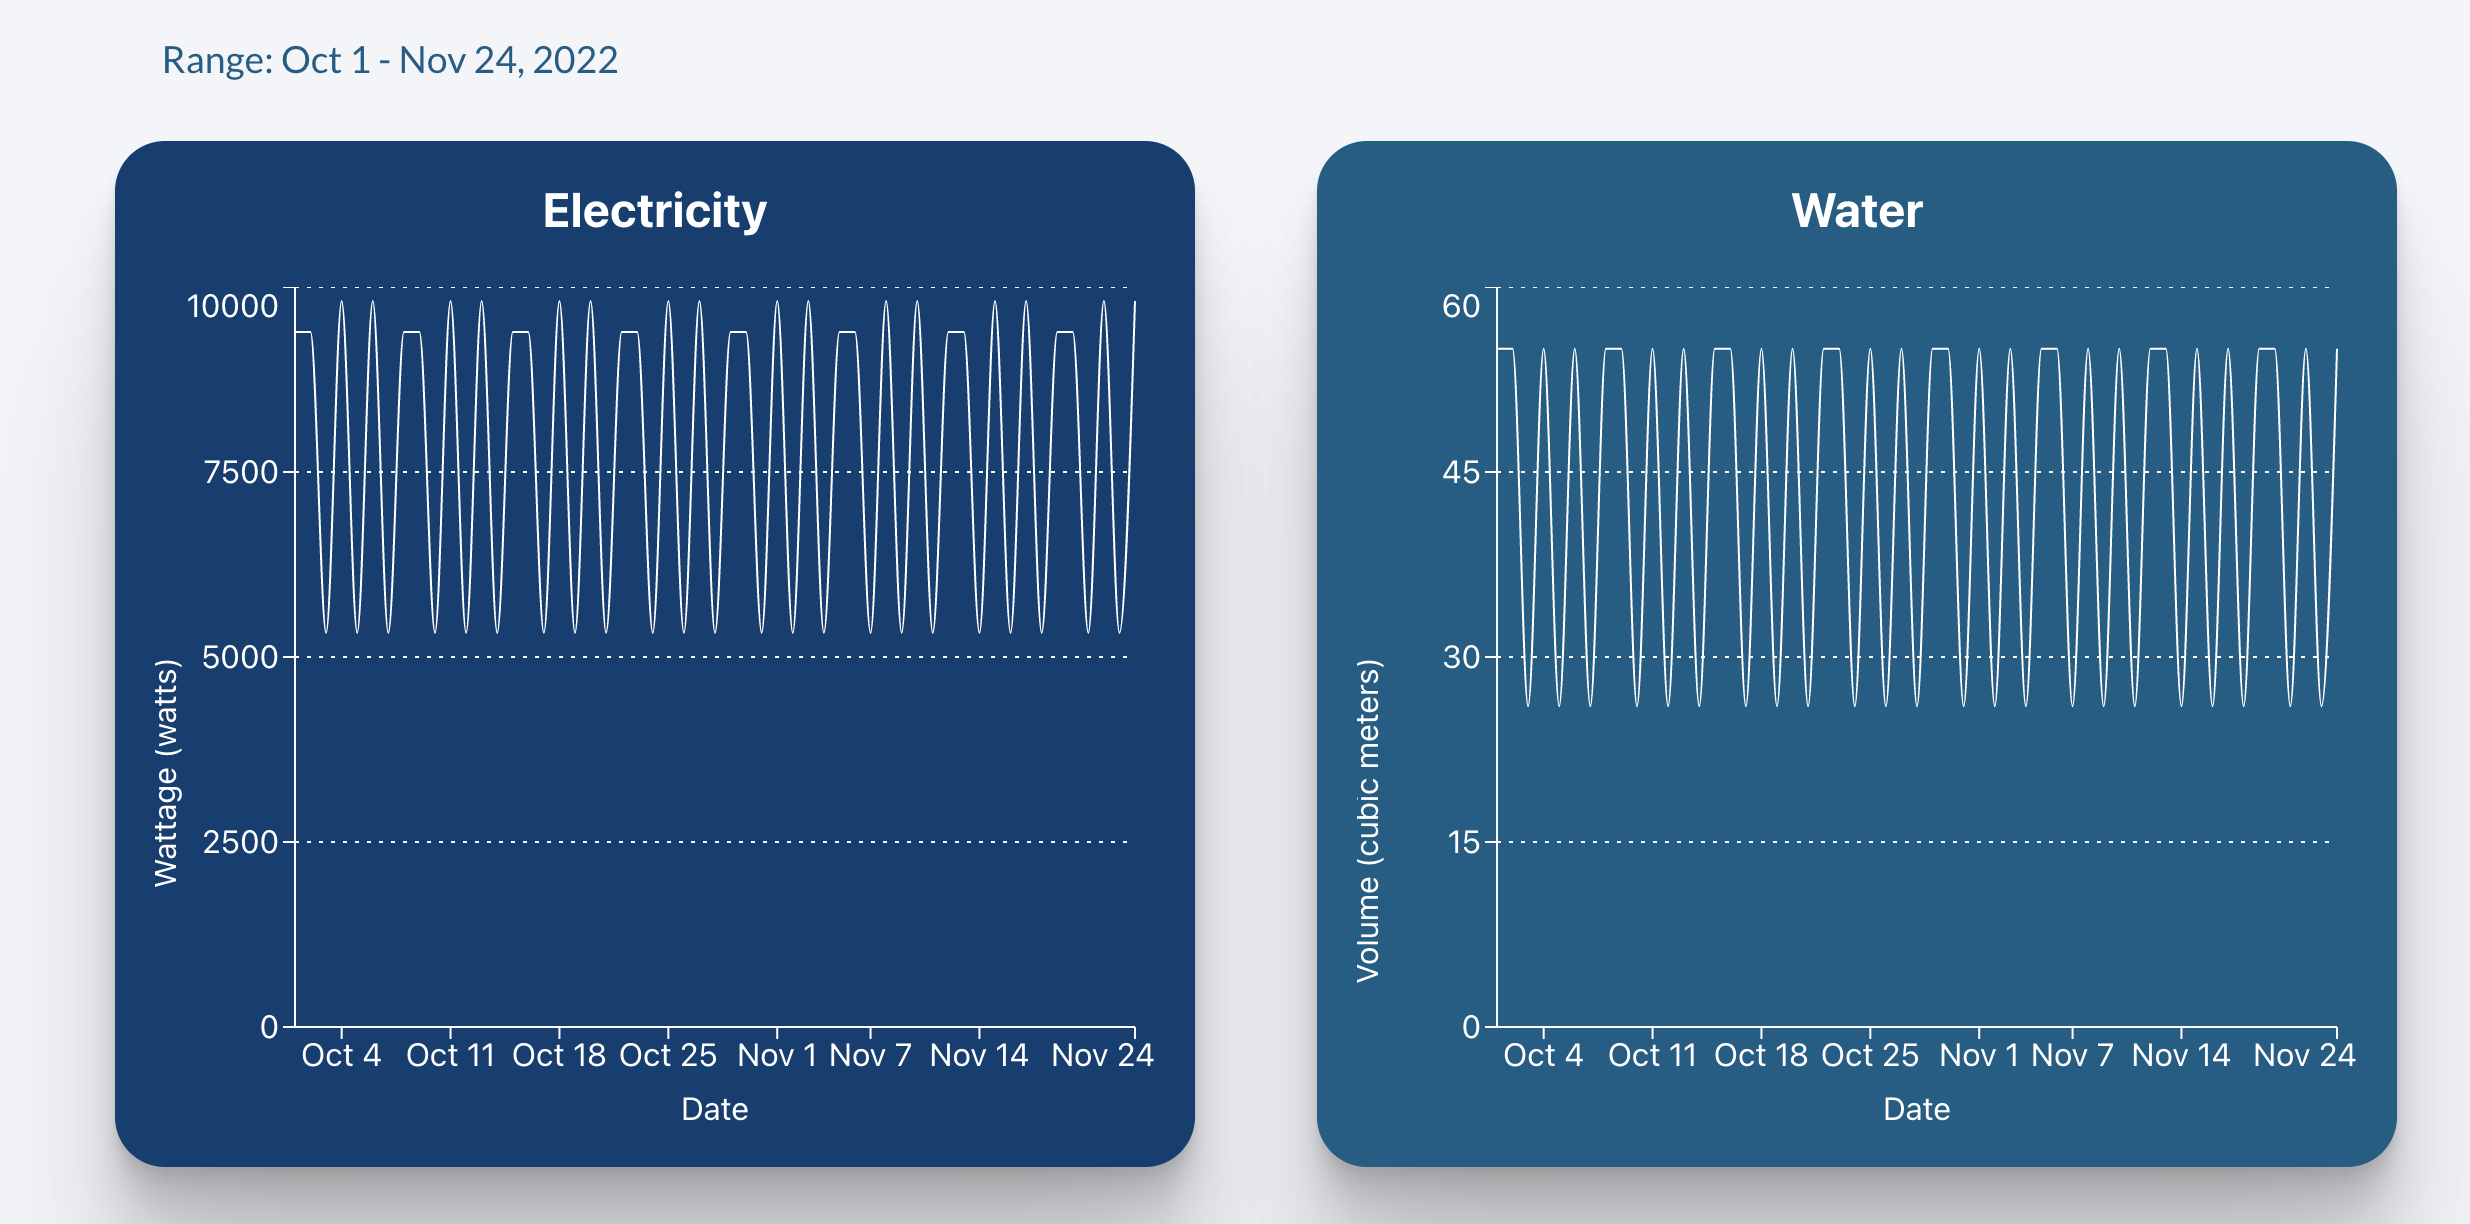 Range: Oct 1 - Nov 24, 2022
Electricity
10000
7500
5000
2500
0
Wattage (watts)
Oct 4 Oct 11 Oct 18 Oct 25 Nov 1 Nov 7 Nov 14 Nov 24
Date
Water
60
45
30
15
0
Volume (cubic meters)
Oct 4 Oct 11 Oct 18 Oct 25 Nov 1 Nov 7 Nov 14 Nov 24
Date